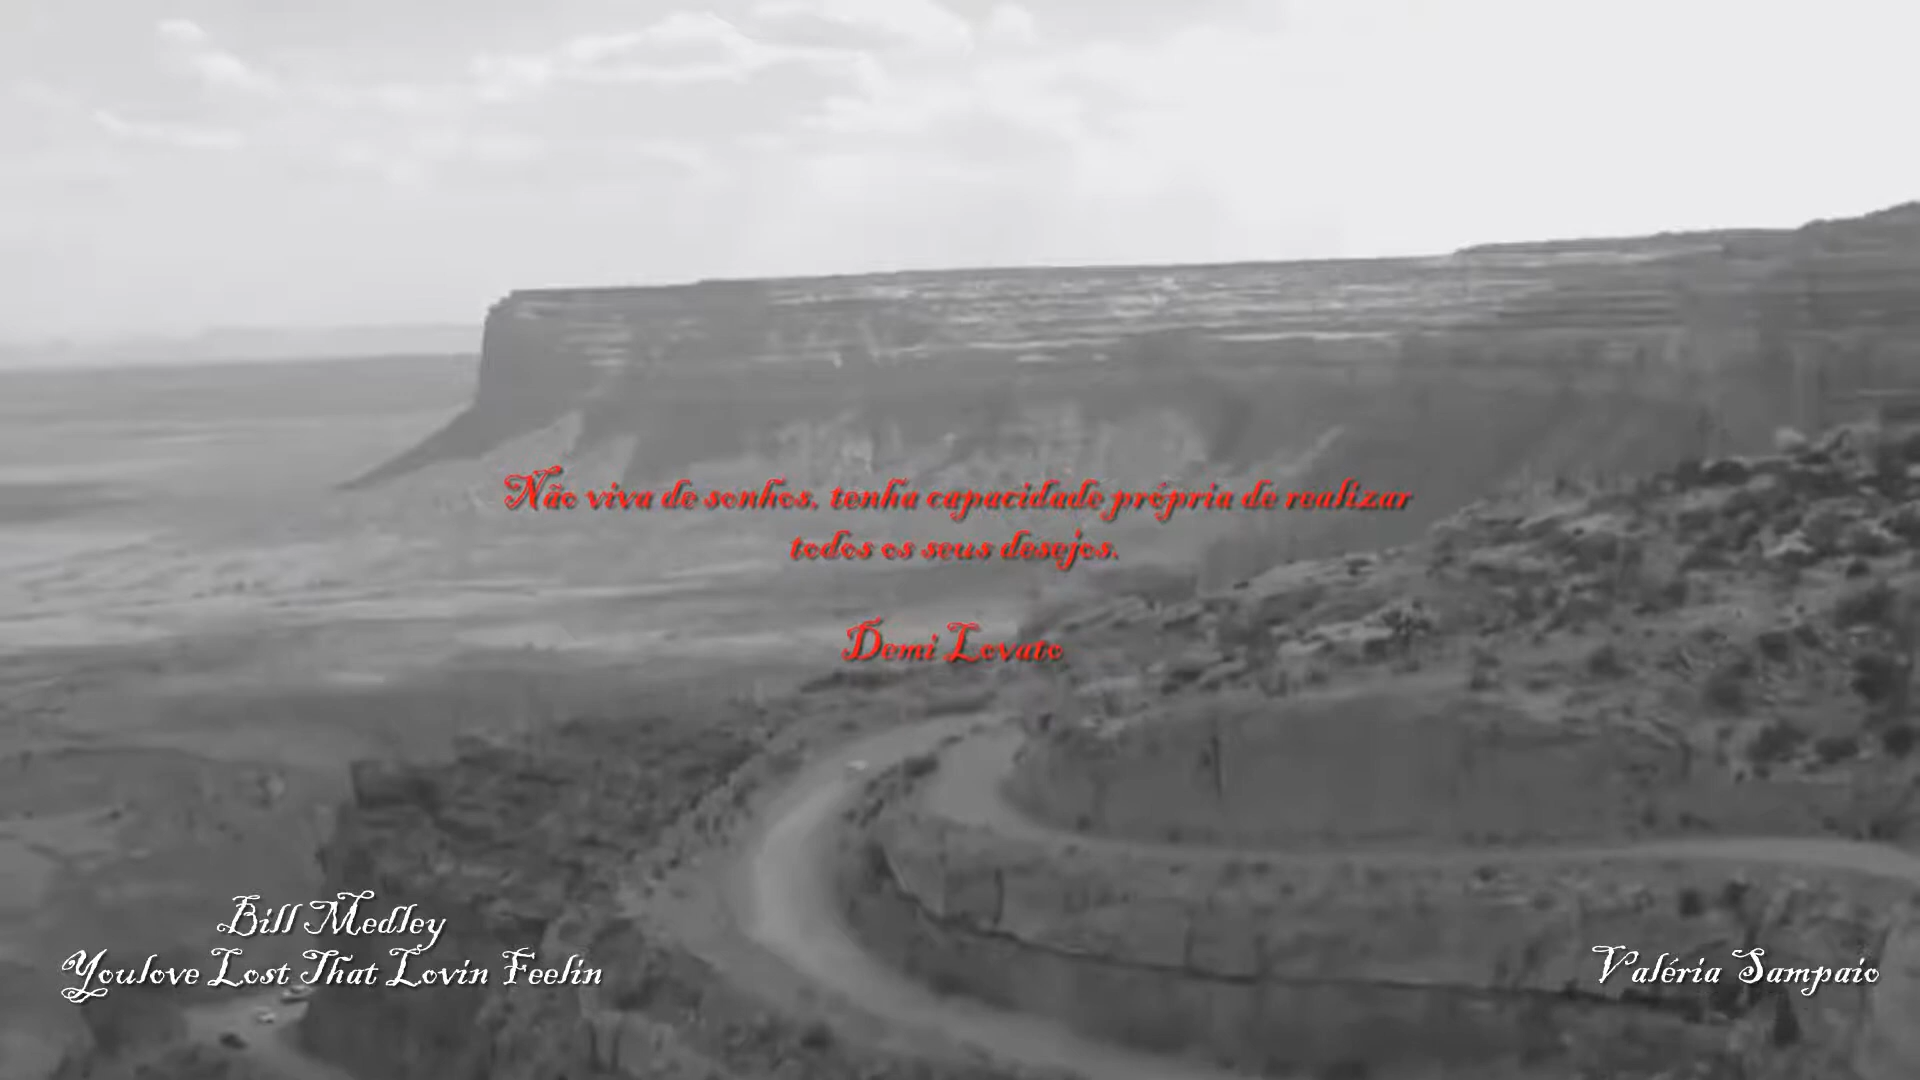 Não viva de sonhos, tenha capacidade própria de realizar
todos os seus desejos.
Demi Lovato
Bill Medley
Youlove Lost That Lovin Feelin
Valéria Sampaio